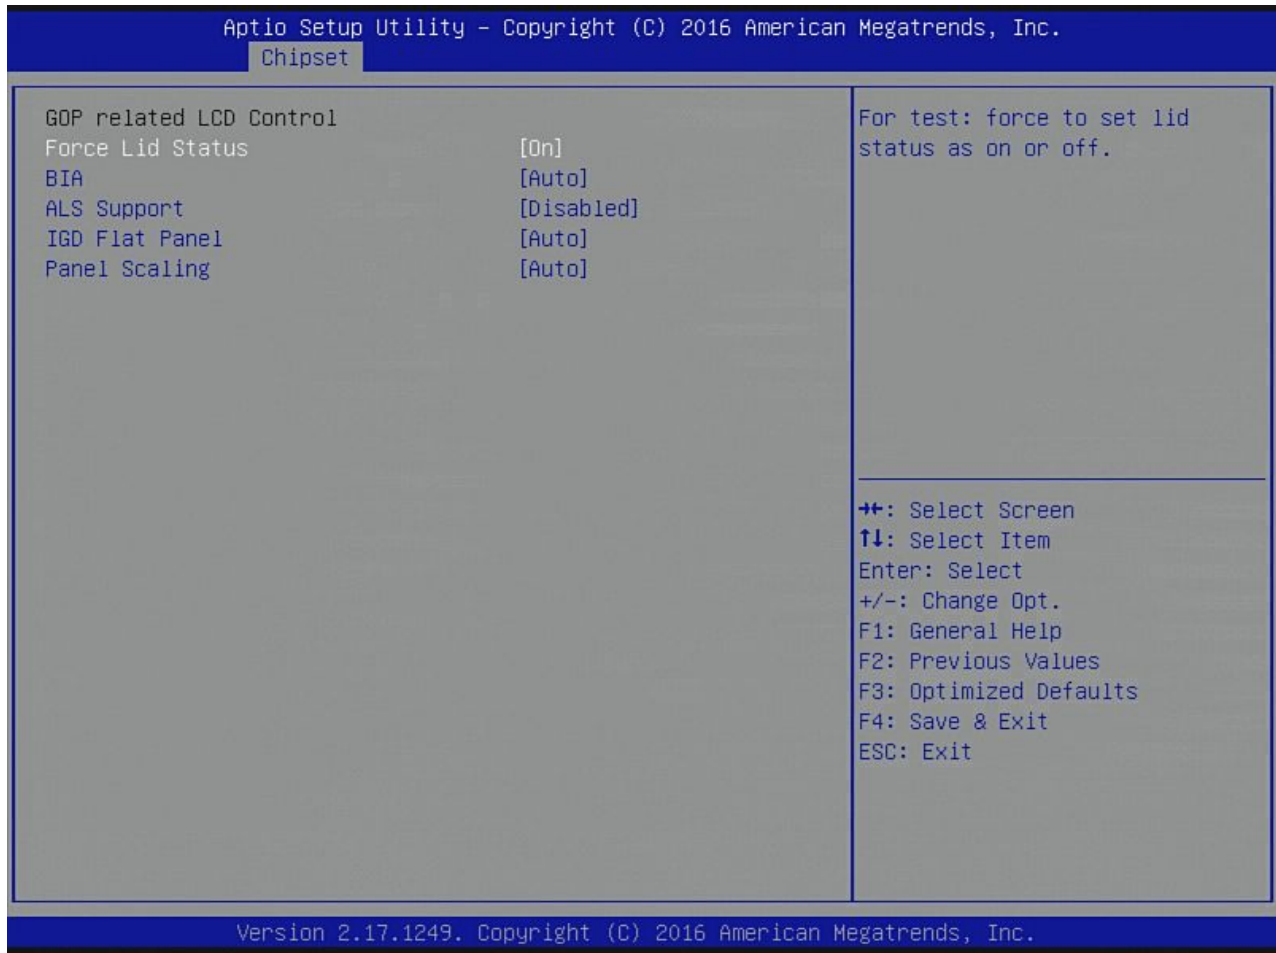 Aptio Setup Utility – Copyright (C) 2016 American Megatrends, Inc.
Chipset
GOP related LCD Control
Force Lid Status [On]
BIA [Auto]
ALS Support [Disabled]
IGD Flat Panel [Auto]
Panel Scaling [Auto]
For test: force to set lid
status as on or off.
→←: Select Screen
↑↓: Select Item
Enter: Select
+/-: Change Opt.
F1: General Help
F2: Previous Values
F3: Optimized Defaults
F4: Save & Exit
ESC: Exit
Version 2.17.1249. Copyright (C) 2016 American Megatrends, Inc.